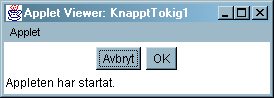 Applet Viewer: KnapptTokig1
Applet
Avbryt OK
Appleten har startat.